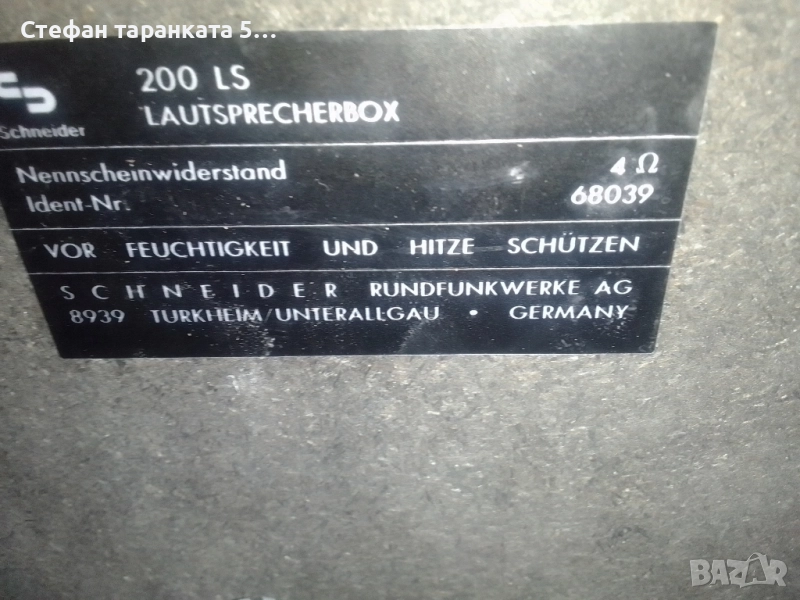 Стефан таранката 5...
200 LS
LAUTSPRECHERBOX
Schneider
Nennscheinwiderstand 4 Ω
Ident-Nr. 68039
VOR FEUCHTIGKEIT UND HITZE SCHÜTZEN
SCHNEIDER RUNDFUNKWERKE AG
8939 TURKHEIM/UNTERALLGAU • GERMANY
BAZAR